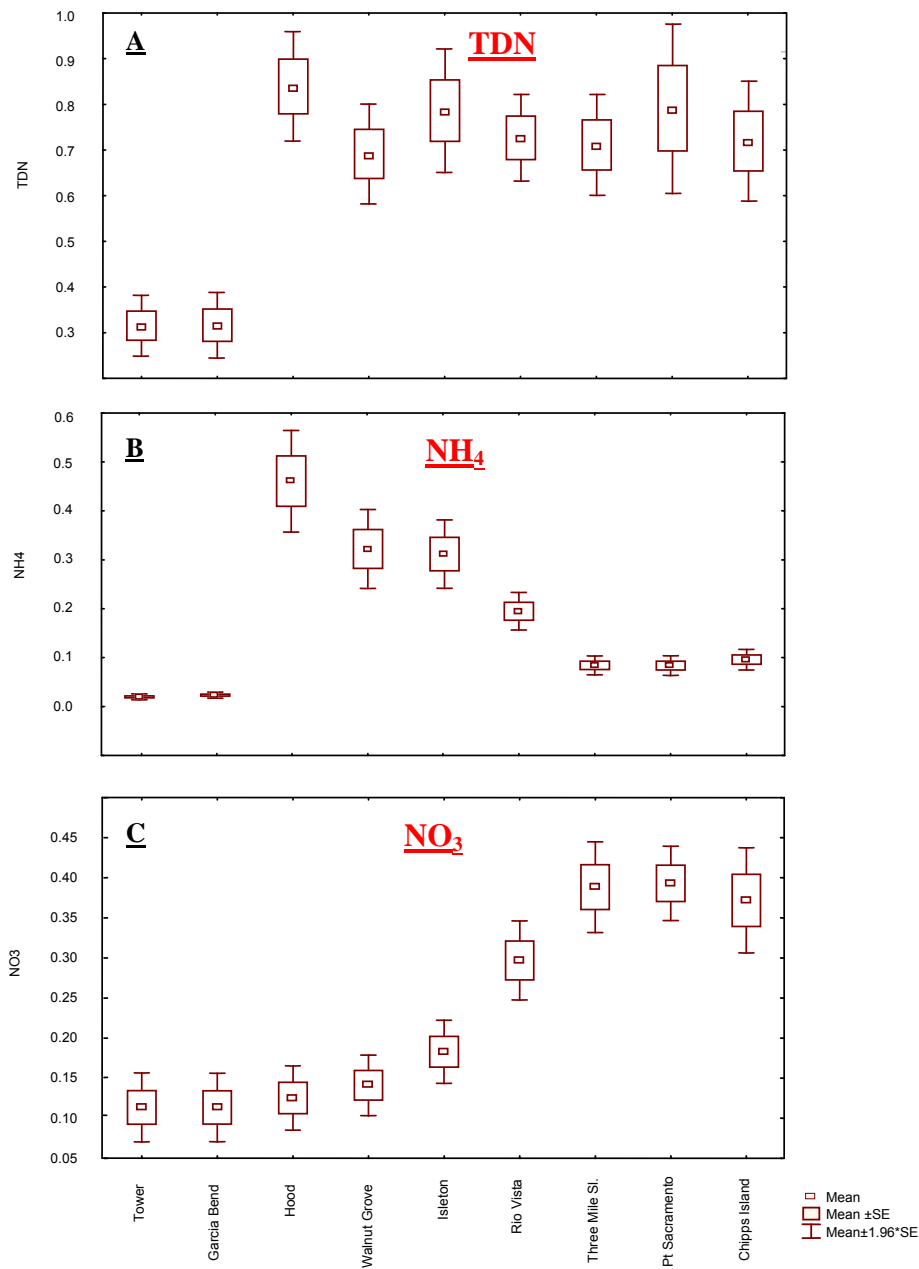 A
TDN
TDN
1.0
0.9
0.8
0.7
0.6
0.5
0.4
0.3
B
NH4
NH4
0.6
0.5
0.4
0.3
0.2
0.1
0.0
C
NO3
NO3
0.45
0.40
0.35
0.30
0.25
0.20
0.15
0.10
0.05
Tower
Garcia Bend
Hood
Walnut Grove
Isleton
Rio Vista
Three Mile Sl.
Pt Sacramento
Chipps Island
Mean
Mean ±SE
Mean±1.96*SE